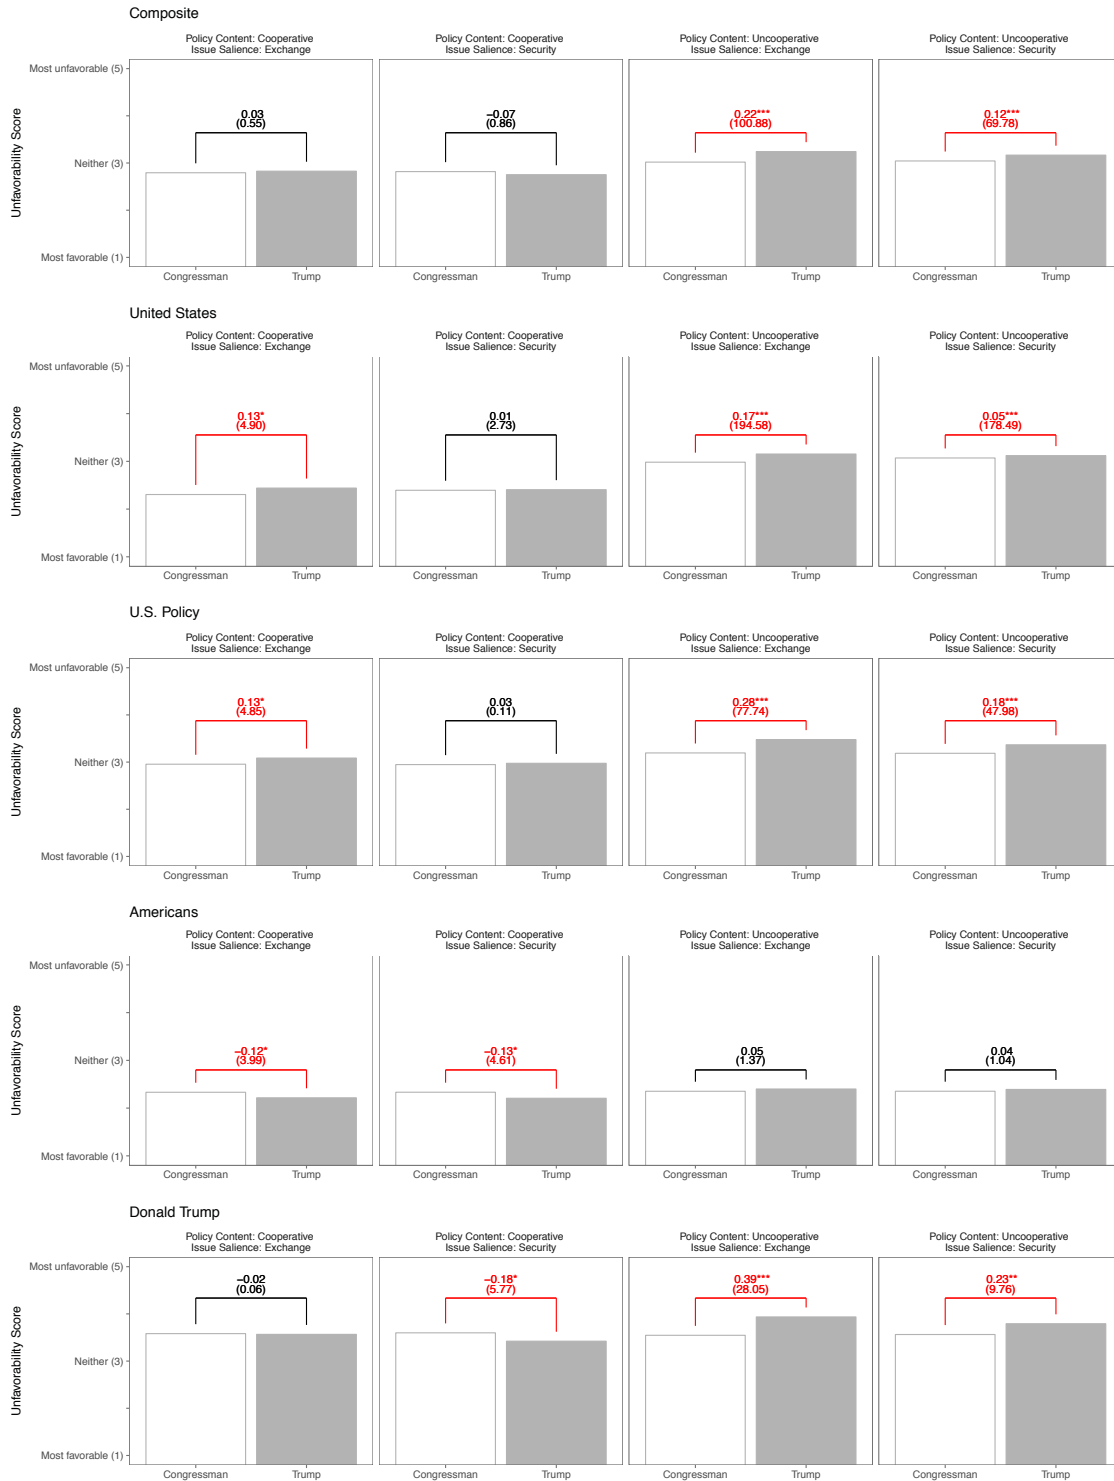 Composite
Policy Content: Cooperative
Issue Salience: Exchange
Policy Content: Cooperative
Issue Salience: Security
Policy Content: Uncooperative
Issue Salience: Exchange
Policy Content: Uncooperative
Issue Salience: Security
Unfavorability Score
Most unfavorable (5)
Neither (3)
Most favorable (1)
0.03
(0.55)
−0.07
(0.86)
0.22***
(100.88)
0.12***
(69.78)
Congressman Trump
Congressman Trump
Congressman Trump
Congressman Trump
United States
Policy Content: Cooperative
Issue Salience: Exchange
Policy Content: Cooperative
Issue Salience: Security
Policy Content: Uncooperative
Issue Salience: Exchange
Policy Content: Uncooperative
Issue Salience: Security
Unfavorability Score
Most unfavorable (5)
Neither (3)
Most favorable (1)
0.13*
(4.90)
0.01
(2.73)
0.17***
(194.58)
0.05***
(178.49)
Congressman Trump
Congressman Trump
Congressman Trump
Congressman Trump
U.S. Policy
Policy Content: Cooperative
Issue Salience: Exchange
Policy Content: Cooperative
Issue Salience: Security
Policy Content: Uncooperative
Issue Salience: Exchange
Policy Content: Uncooperative
Issue Salience: Security
Unfavorability Score
Most unfavorable (5)
Neither (3)
Most favorable (1)
0.13*
(4.85)
0.03
(0.11)
0.28***
(77.74)
0.18***
(47.98)
Congressman Trump
Congressman Trump
Congressman Trump
Congressman Trump
Americans
Policy Content: Cooperative
Issue Salience: Exchange
Policy Content: Cooperative
Issue Salience: Security
Policy Content: Uncooperative
Issue Salience: Exchange
Policy Content: Uncooperative
Issue Salience: Security
Unfavorability Score
Most unfavorable (5)
Neither (3)
Most favorable (1)
−0.12*
(3.99)
−0.13*
(4.61)
0.05
(1.37)
0.04
(1.04)
Congressman Trump
Congressman Trump
Congressman Trump
Congressman Trump
Donald Trump
Policy Content: Cooperative
Issue Salience: Exchange
Policy Content: Cooperative
Issue Salience: Security
Policy Content: Uncooperative
Issue Salience: Exchange
Policy Content: Uncooperative
Issue Salience: Security
Unfavorability Score
Most unfavorable (5)
Neither (3)
Most favorable (1)
−0.02
(0.06)
−0.18*
(5.77)
0.39***
(28.05)
0.23**
(9.76)
Congressman Trump
Congressman Trump
Congressman Trump
Congressman Trump